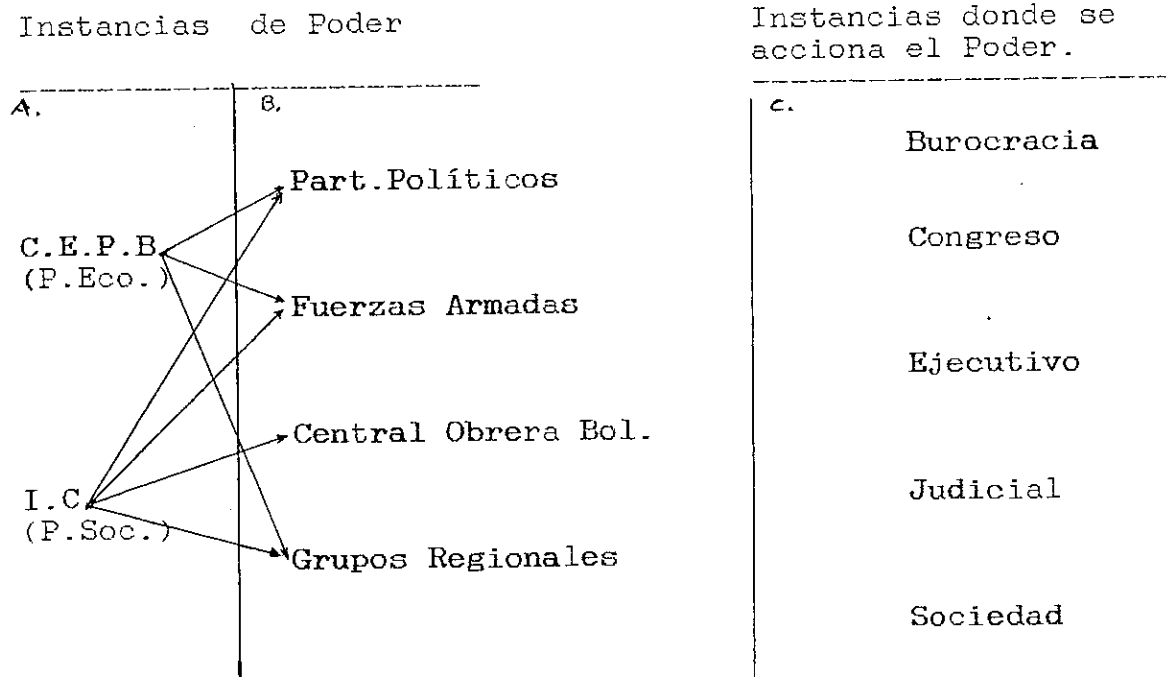 Instancias de Poder
Instancias donde se
acciona el Poder.
A.
B.
C.
Burocracia
Part.Políticos
C.E.P.B.
(P.Eco.)
Congreso
Fuerzas Armadas
Ejecutivo
Central Obrera Bol.
I.C.
(P.Soc.)
Judicial
Grupos Regionales
Sociedad